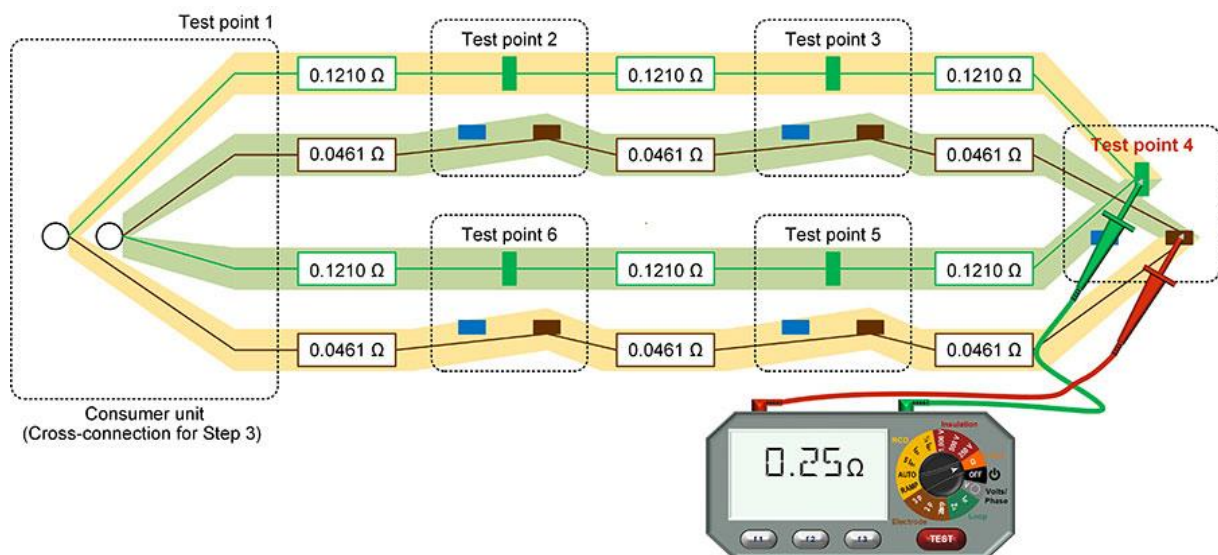 Test point 1
Test point 2
Test point 3
0.1210 Ω
0.1210 Ω
0.1210 Ω
Test point 4
0.0461 Ω
0.0461 Ω
0.0461 Ω
Test point 6
Test point 5
0.1210 Ω
0.1210 Ω
0.1210 Ω
0.0461 Ω
0.0461 Ω
0.0461 Ω
Consumer unit
(Cross-connection for Step 3)
0.25Ω
Insulation
RCD
AUTO
RAMP
OFF
Volts/
Phase
Electrode
Loop
f.1
f.2
f.3
TEST